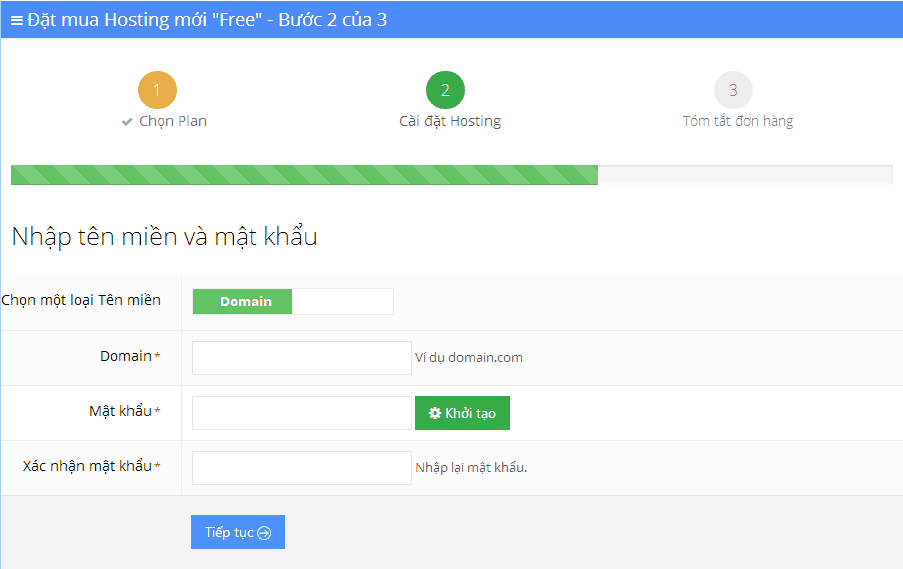 Đặt mua Hosting mới "Free" - Bước 2 của 3
1 2 3
Chọn Plan Cài đặt Hosting Tóm tắt đơn hàng
Nhập tên miền và mật khẩu
Chọn một loại Tên miền Domain
Domain* Ví dụ domain.com
Mật khẩu* Khởi tạo
Xác nhận mật khẩu* Nhập lại mật khẩu.
Tiếp tục